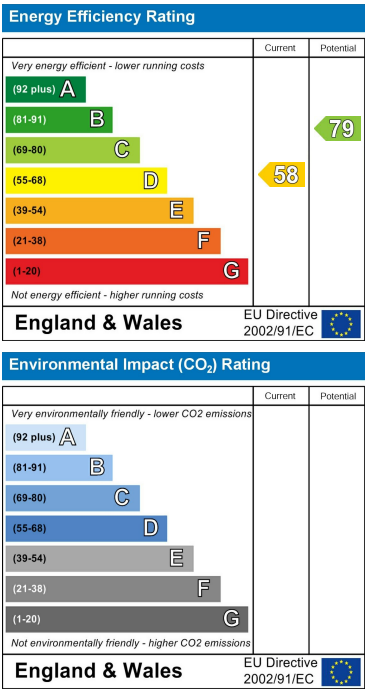 Energy Efficiency Rating
Current Potential
Very energy efficient - lower running costs
(92 plus) A
(81-91) B
79
(69-80) C
(55-68) D
58
(39-54) E
(21-38) F
(1-20) G
Not energy efficient - higher running costs
England & Wales
EU Directive
2002/91/EC
Environmental Impact (CO₂) Rating
Current Potential
Very environmentally friendly - lower CO2 emissions
(92 plus) A
(81-91) B
(69-80) C
(55-68) D
(39-54) E
(21-38) F
(1-20) G
Not environmentally friendly - higher CO2 emissions
England & Wales
EU Directive
2002/91/EC